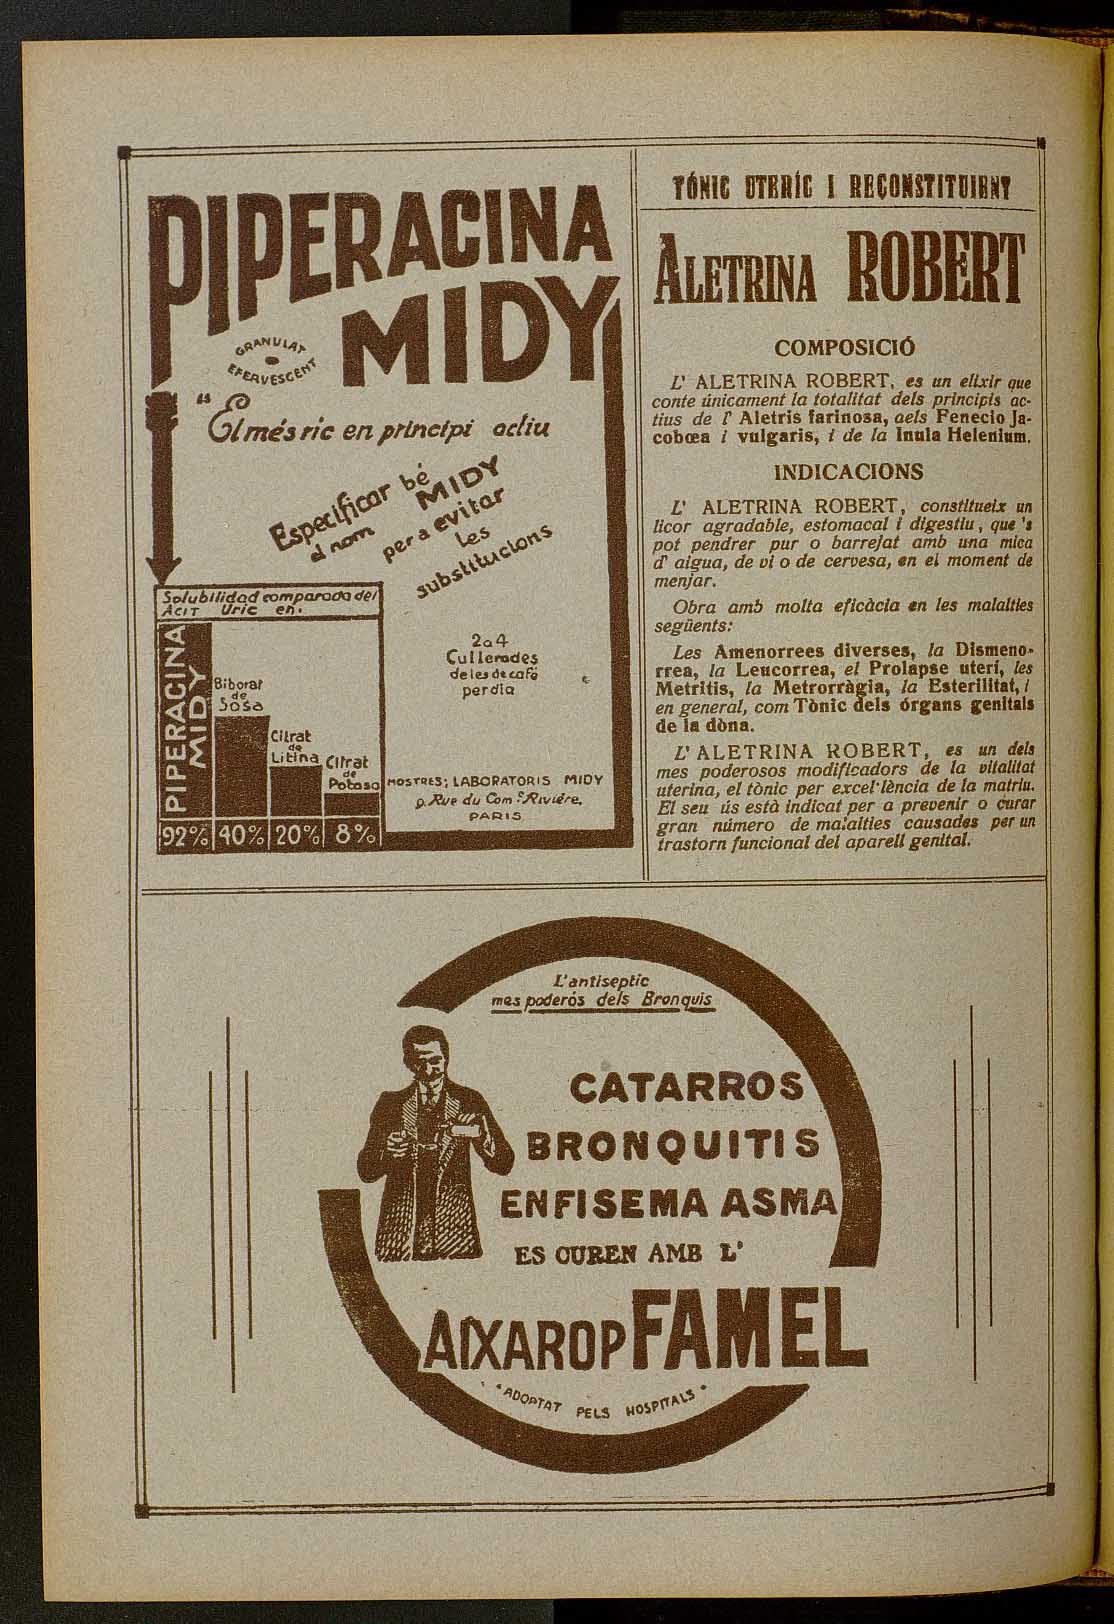 PIPERACINA
MIDY
GRANULAT
EFERVESCENT
"El més ric en principi actiu
Especificar bé
el nom MIDY
per a evitar
les
substitucions
Solubilidad comparada del
ACIT Uric en:
PIPERACINA
MIDY
Biborat
de
Sosa
Citrat
de
Litina
Citrat
de
Potasa
92% 40% 20% 8%
2 a 4
Cullerades
de les de café
per dia
MOSTRES; LABORATORIS MIDY
9. Rue du Com.t Rivière.
PARIS
TÓNIC UTERÍC I REÇONSTITUIENT
ALETRINA ROBERT
COMPOSICIÓ
L' ALETRINA ROBERT, es un elixir que
conte únicament la totalitat dels principis ac-
tius de l' Aletris farinosa, dels Fenecio Ja-
cobœa i vulgaris, i de la Inula Helenium.
INDICACIONS
L' ALETRINA ROBERT, constitueix un
licor agradable, estomacal i digestiu, que 's
pot pendrer pur o barrejat amb una mica
d' aigua, de vi o de cervesa, en el moment de
menjar.
Obra amb molta eficàcia en les malalties
següents:
Les Amenorrees diverses, la Dismeno-
rrea, la Leucorrea, el Prolapse uterí, les
Metritis, la Metrorràgia, la Esterilitat, i
en general, com Tònic dels órgans genitals
de la dòna.
L' ALETRINA ROBERT, es un dels
mes poderosos modificadors de la vitalitat
uterina, el tònic per excel·lència de la matriu.
El seu ús està indicat per a prevenir o curar
gran número de malalties causades per un
trastorn funcional del aparell genital.
L'antiseptic
mes poderós dels Bronquis
CATARROS
BRONQUITIS
ENFISEMA ASMA
ES CUREN AMB L'
AIXAROP FAMEL
"ADOPTAT PELS HOSPITALS"